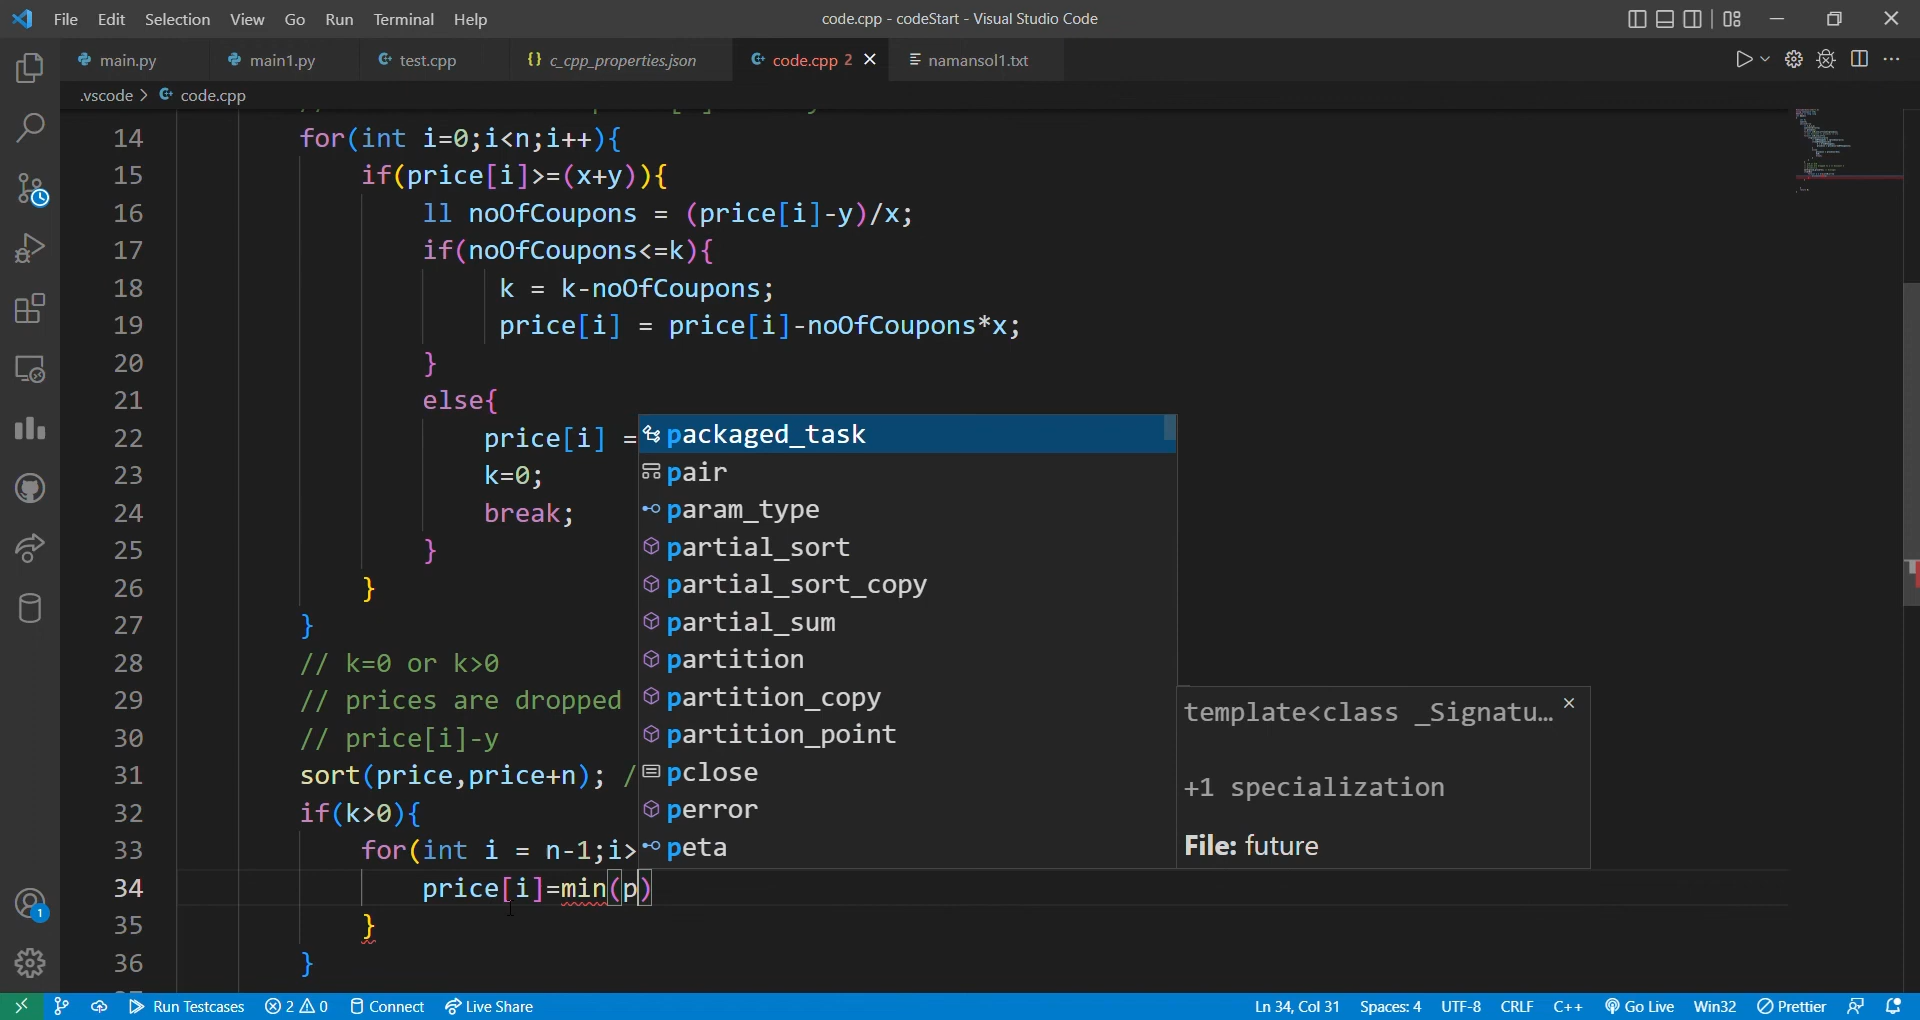 File Edit Selection View Go Run Terminal Help
code.cpp - codeStart - Visual Studio Code
main.py main1.py test.cpp {} c_cpp_properties.json code.cpp 2 namansol1.txt
.vscode > code.cpp
14 for(int i=0;i<n;i++){
15 if(price[i]>=(x+y)){
16 ll noOfCoupons = (price[i]-y)/x;
17 if(noOfCoupons<=k){
18 k = k-noOfCoupons;
19 price[i] = price[i]-noOfCoupons*x;
20 }
21 else{
22 price[i] =
23 k=0;
24 break;
25 }
26 }
27 }
28 // k=0 or k>0
29 // prices are dropped
30 // price[i]-y
31 sort(price,price+n); /
32 if(k>0){
33 for(int i = n-1;i>
34 price[i]=min(p)
35 }
36 }
packaged_task
pair
param_type
partial_sort
partial_sort_copy
partial_sum
partition
partition_copy
partition_point
pclose
perror
peta
template<class _Signatu...
+1 specialization
File: future
1
Run Testcases 2 0 Connect Live Share
Ln 34, Col 31 Spaces: 4 UTF-8 CRLF C++ Go Live Win32 Prettier